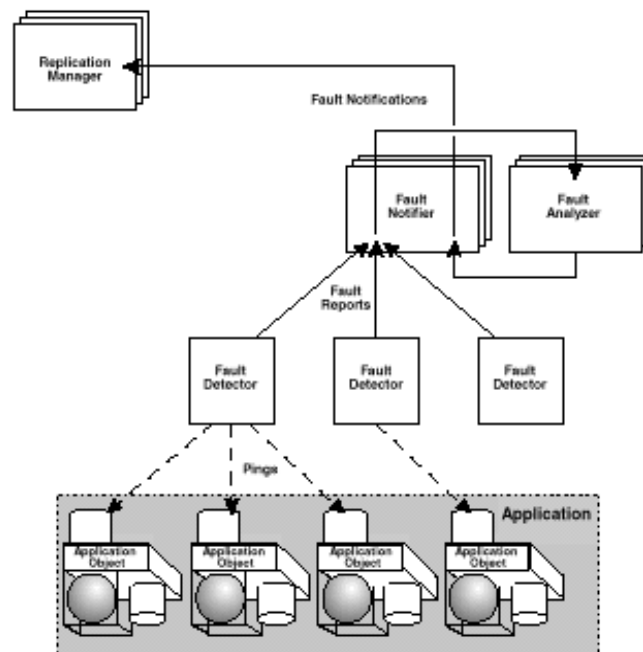 Replication
Manager
Fault Notifications
Fault
Notifier
Fault
Analyzer
Fault
Reports
Fault
Detector
Fault
Detector
Fault
Detector
Pings
Application
Application
Object
Application
Object
Application
Object
Application
Object